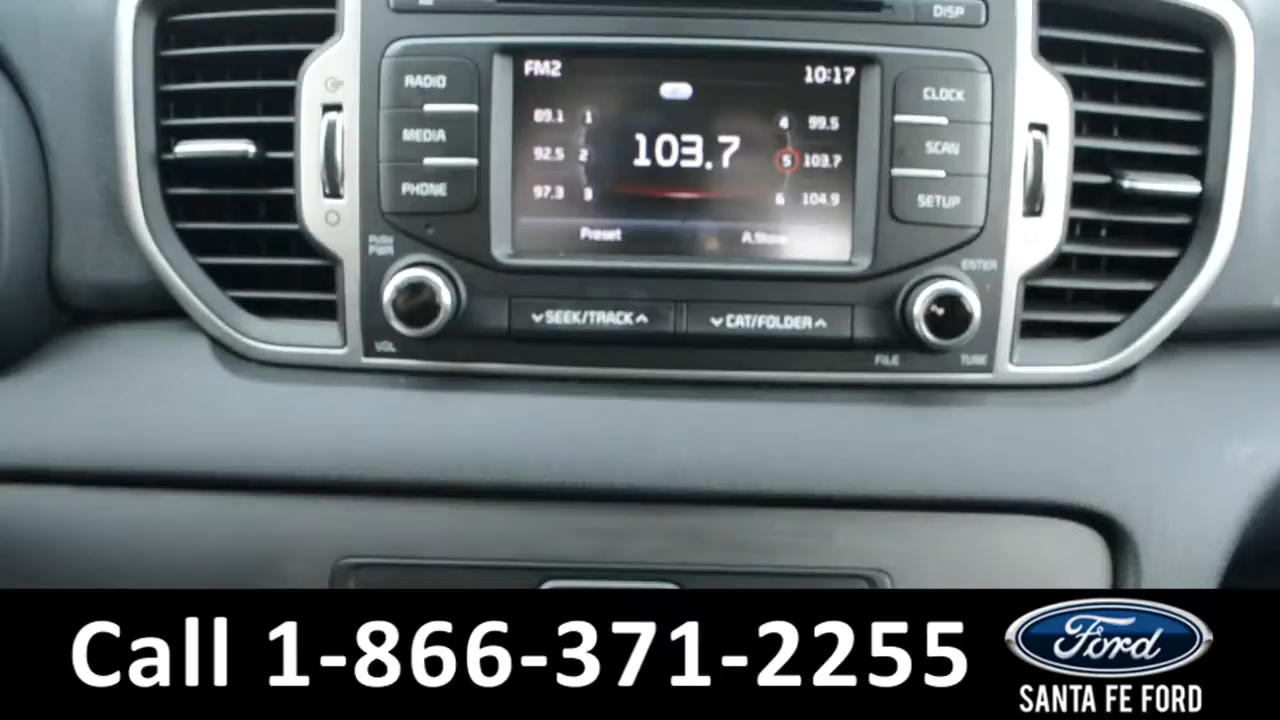 DISP
RADIO
MEDIA
PHONE
FM2
10:17
89.1 1
92.5 2
97.3 3
103.7
4 99.5
5 103.7
6 104.9
Preset
A.Store
CLOCK
SCAN
SETUP
PUSH
PWR
VOL
SEEK/TRACK
CAT/FOLDER
ENTER
FILE
TUNE
Call 1-866-371-2255
Ford
SANTA FE FORD